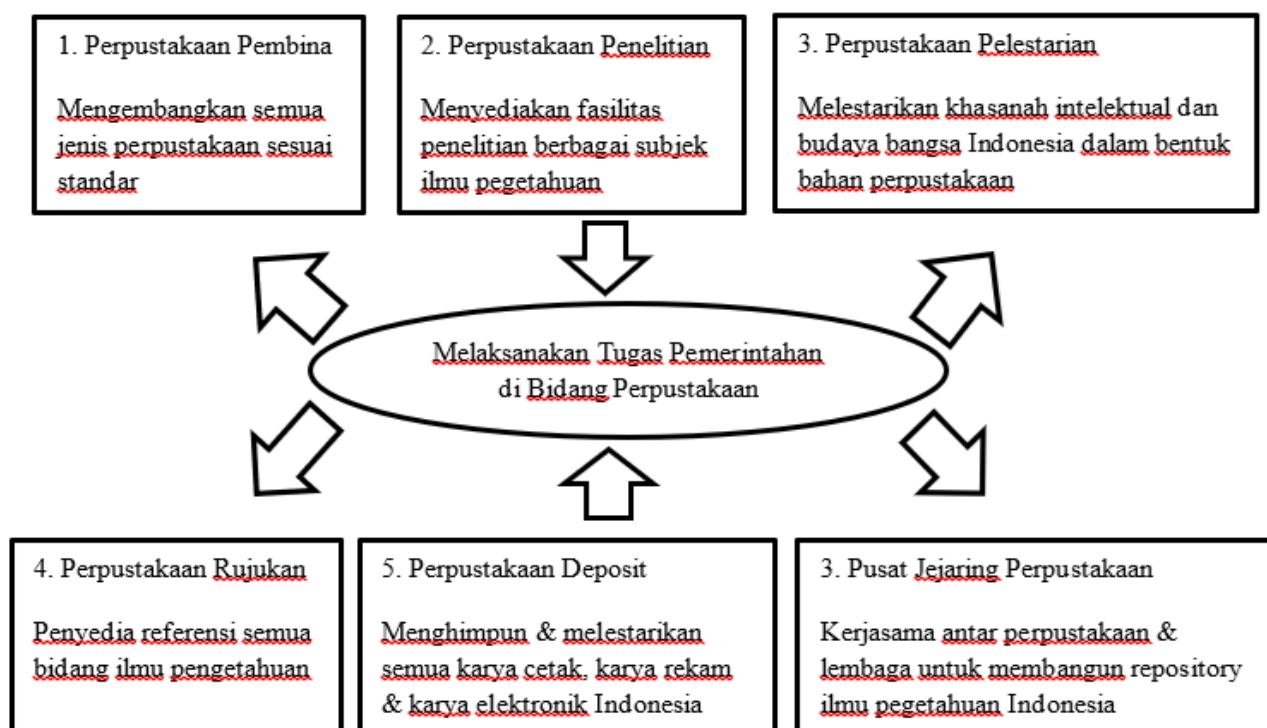 1. Perpustakaan Pembina
Mengembangkan semua
jenis perpustakaan sesuai
standar
2. Perpustakaan Penelitian
Menyediakan fasilitas
penelitian berbagai subjek
ilmu pegetahuan
3. Perpustakaan Pelestarian
Melestarikan khasanah intelektual dan
budaya bangsa Indonesia dalam bentuk
bahan perpustakaan
Melaksanakan Tugas Pemerintahan
di Bidang Perpustakaan
4. Perpustakaan Rujukan
Penyedia referensi semua
bidang ilmu pengetahuan
5. Perpustakaan Deposit
Menghimpun & melestarikan
semua karya cetak, karya rekam
& karya elektronik Indonesia
3. Pusat Jejaring Perpustakaan
Kerjasama antar perpustakaan &
lembaga untuk membangun repository
ilmu pegetahuan Indonesia